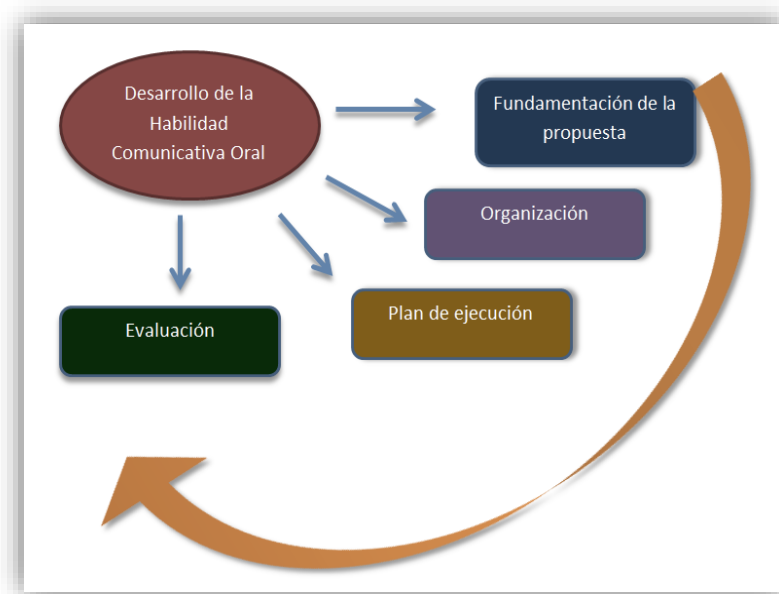 Desarrollo de la
Habilidad
Comunicativa Oral
Fundamentación de la
propuesta
Organización
Plan de ejecución
Evaluación